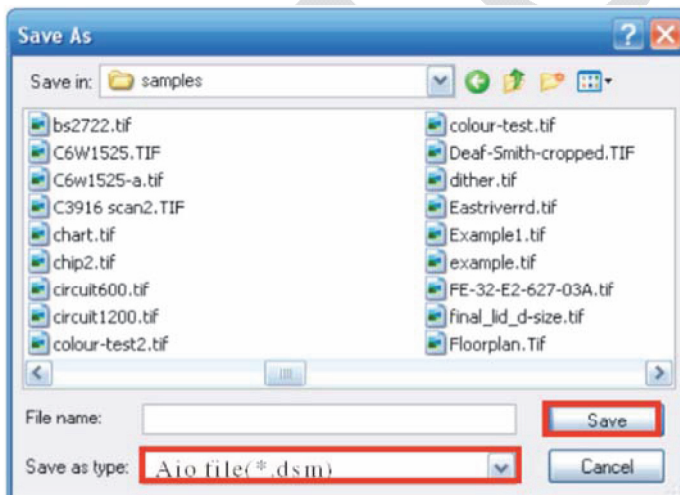 Save As
Save in: samples
bs2722.tif
C6W1525.TIF
C6w1525-a.tif
C3916 scan2.TIF
chart.tif
chip2.tif
circuit600.tif
circuit1200.tif
colour-test2.tif
colour-test.tif
Deaf-Smith-cropped.TIF
dither.tif
Eastriverrd.tif
Example1.tif
example.tif
FE-32-E2-627-03A.tif
final_lid_d-size.tif
Floorplan.Tif
File name:
Save
Save as type: Aio file(*.dsm)
Cancel